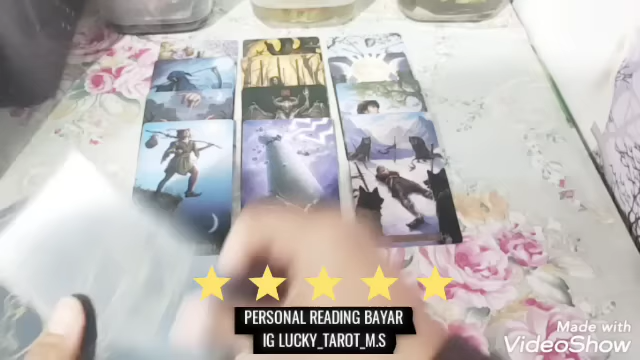 PERSONAL READING BAYAR
IG LUCKY_TAROT_M.S
Made with
VideoShow